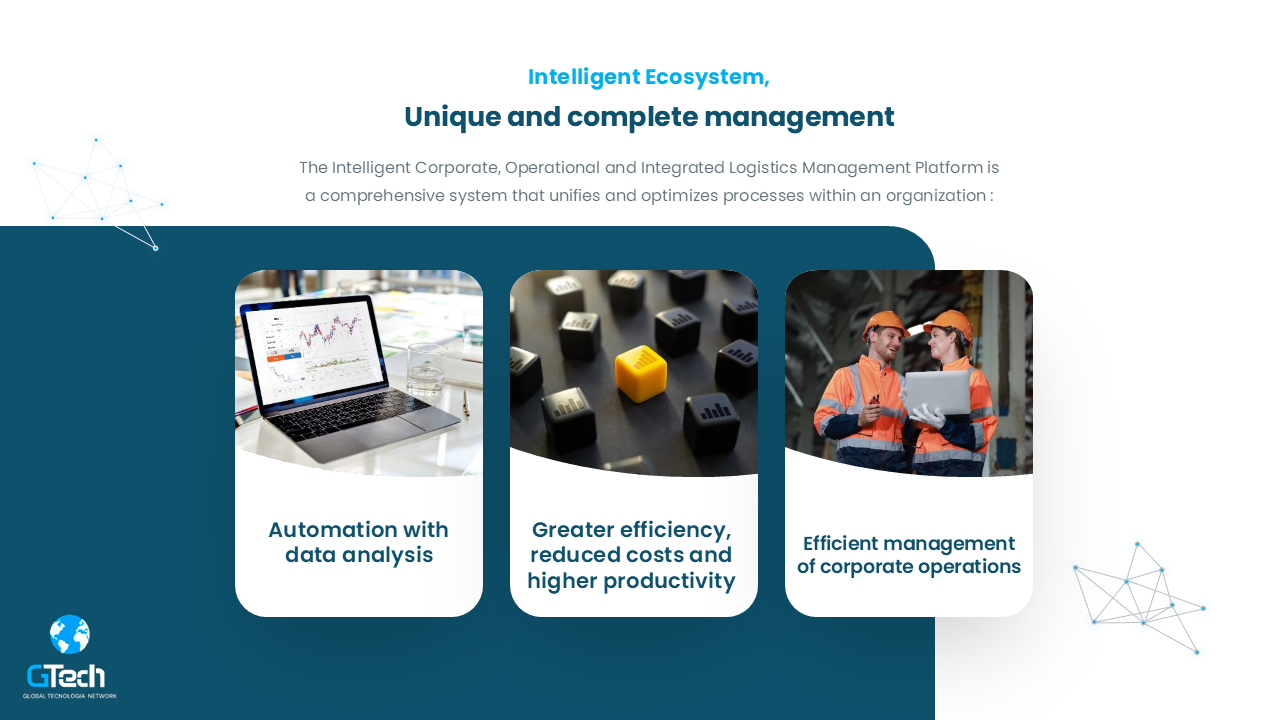 Intelligent Ecosystem,
Unique and complete management
The Intelligent Corporate, Operational and Integrated Logistics Management Platform is
a comprehensive system that unifies and optimizes processes within an organization :
Automation with
data analysis
Greater efficiency,
reduced costs and
higher productivity
Efficient management
of corporate operations
GTech
GLOBAL TECNOLOGIA NETWORK